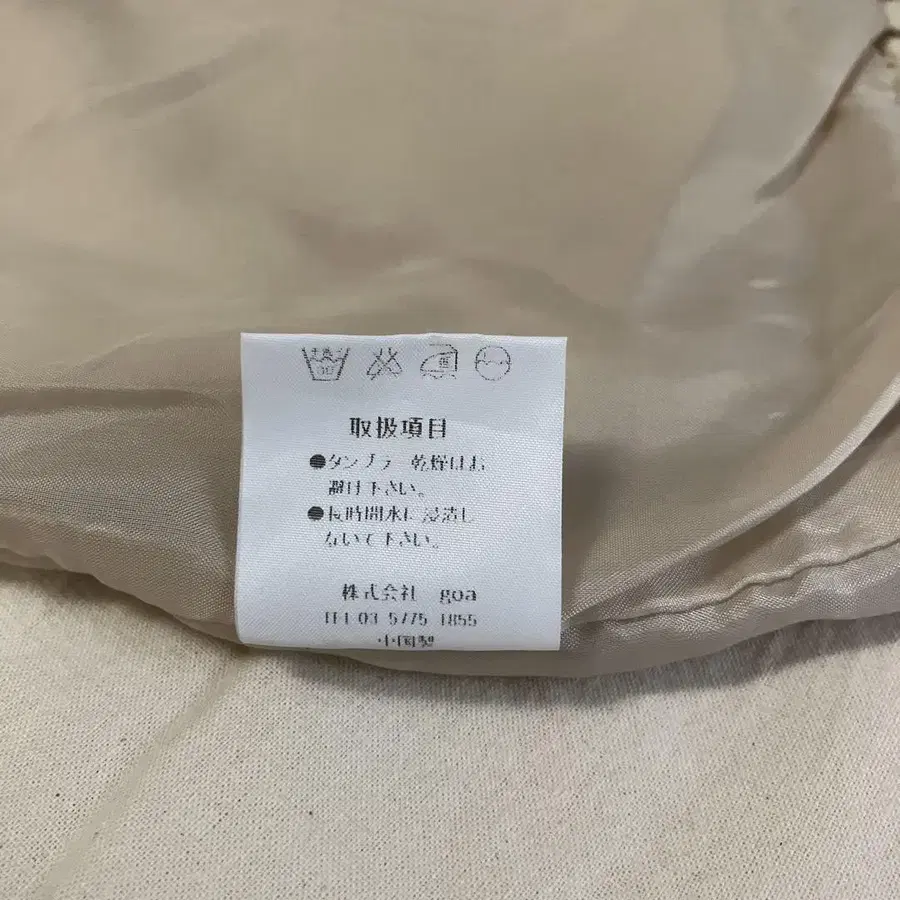 取扱項目
●タンブラー乾燥はお
避け下さい。
●長時間水に浸漬し
ないで下さい。
株式会社 goa
TEL 03 5775 1855
中国製